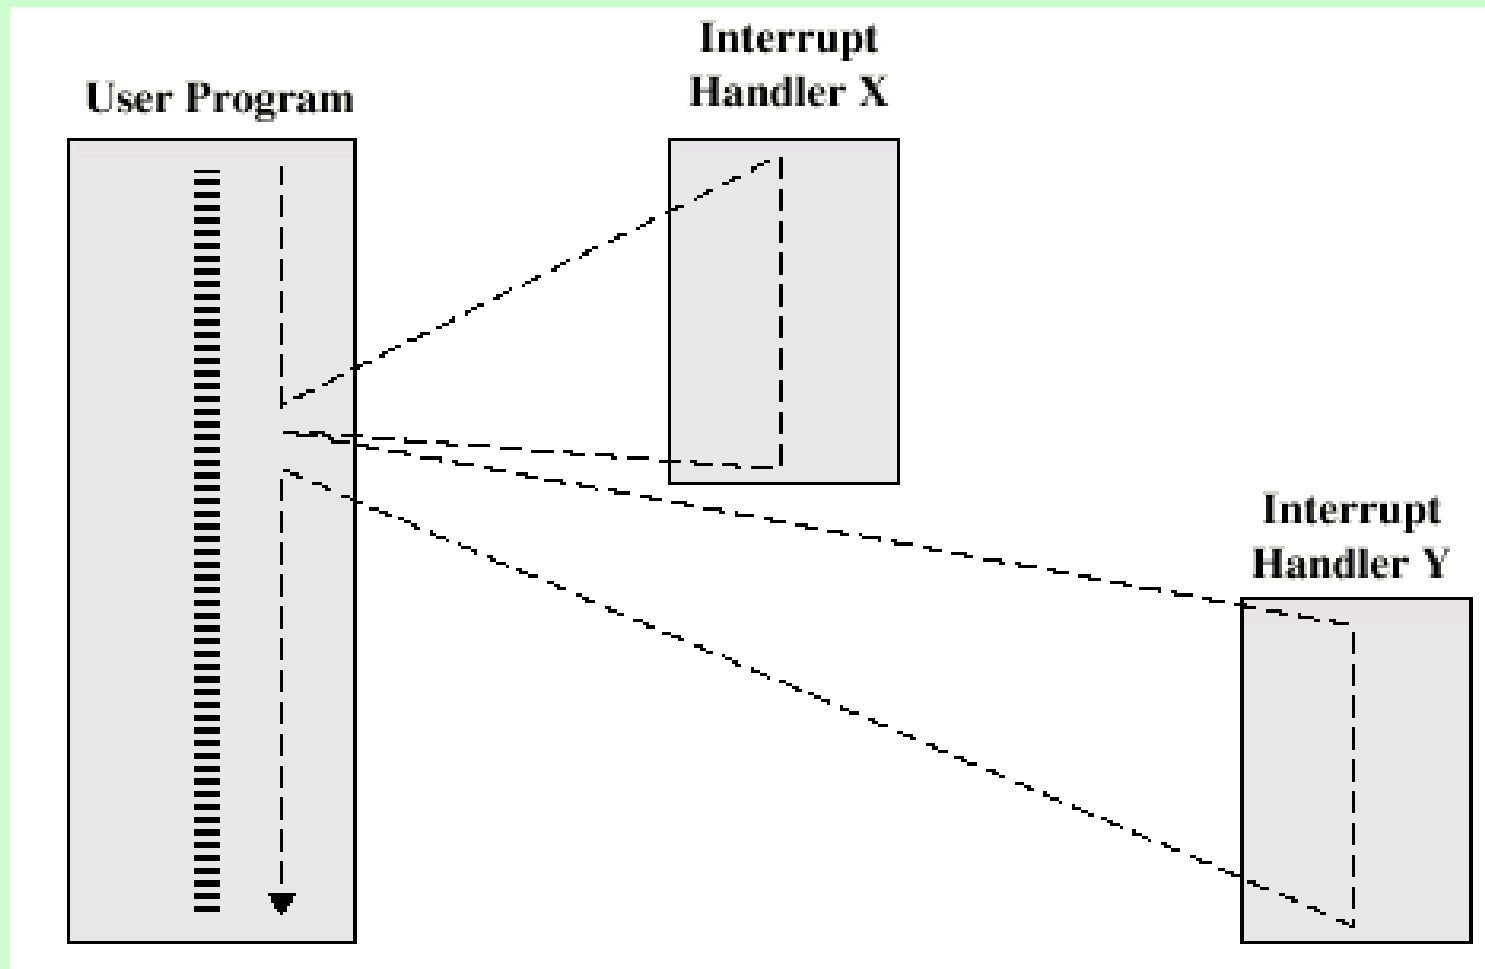 User Program
Interrupt
Handler X
Interrupt
Handler Y